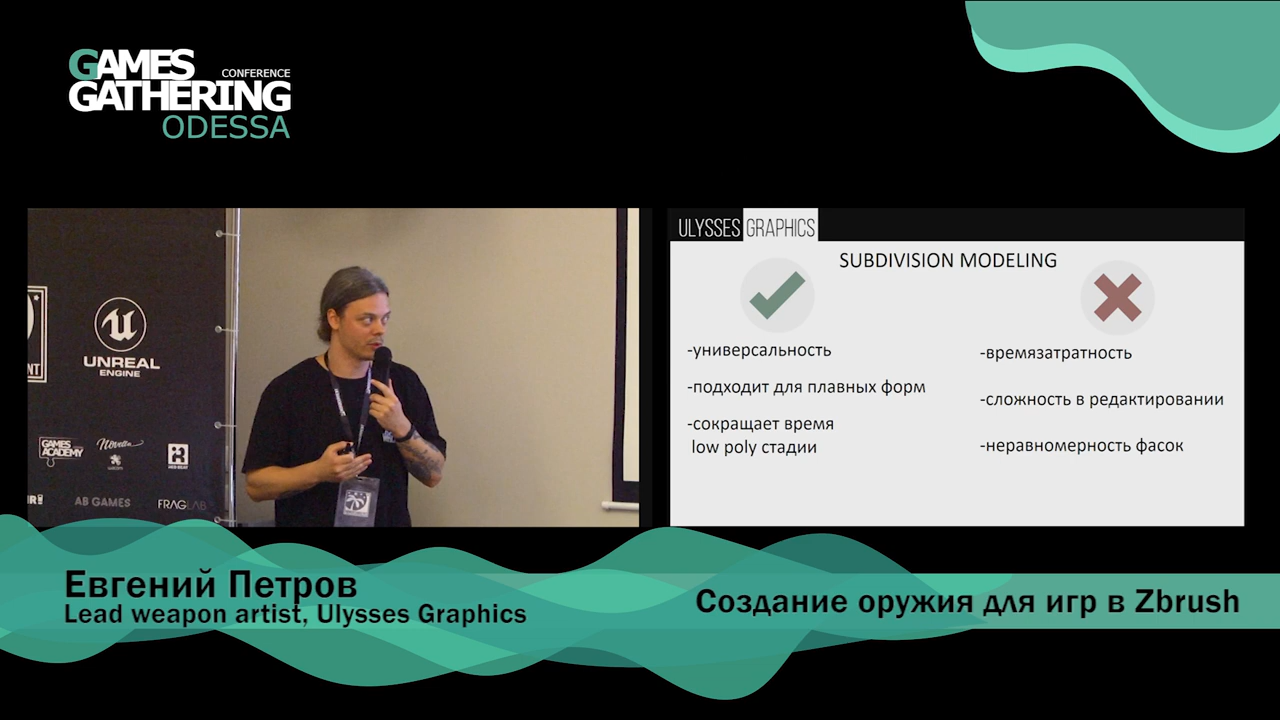 GAMES
CONFERENCE
GATHERING
ODESSA
UNREAL
ENGINE
GAMES
ACADEMY
AB GAMES
FRAGLAB
ULYSSES GRAPHICS
SUBDIVISION MODELING
-универсальность
-подходит для плавных форм
-сокращает время
low poly стадии
-времязатратность
-сложность в редактировании
-неравномерность фасок
Евгений Петров
Lead weapon artist, Ulysses Graphics
Создание оружия для игр в Zbrush